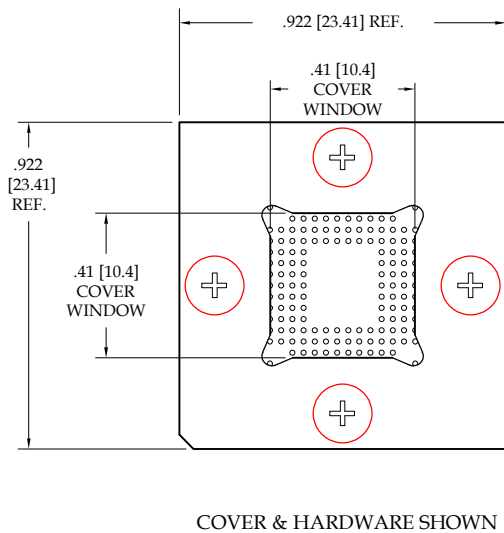 .922 [23.41] REF.
.41 [10.4]
COVER
WINDOW
.922
[23.41]
REF.
.41 [10.4]
COVER
WINDOW
COVER & HARDWARE SHOWN